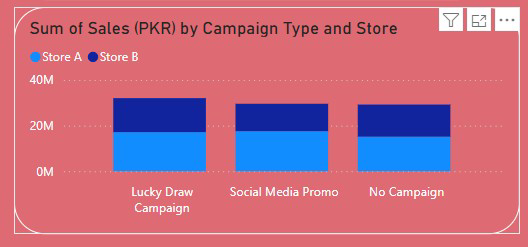 Sum of Sales (PKR) by Campaign Type and Store
Store A Store B
40M
20M
0M
Lucky Draw Campaign
Social Media Promo
No Campaign